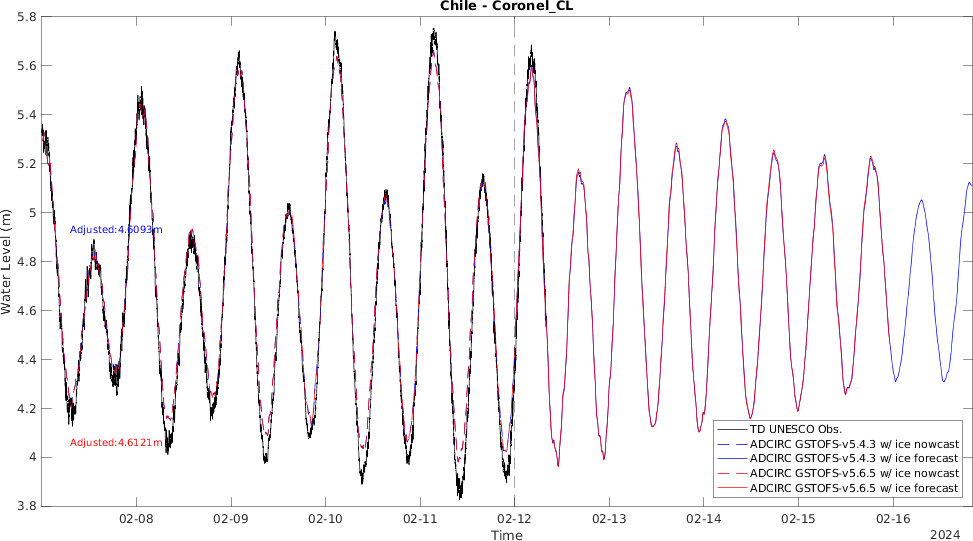 Chile - Coronel_CL
Water Level (m)
5.8
5.6
5.4
5.2
5
4.8
4.6
4.4
4.2
4
3.8
Adjusted:4.6093m
Adjusted:4.6121m
TD UNESCO Obs.
ADCIRC GSTOFS-v5.4.3 w/ ice nowcast
ADCIRC GSTOFS-v5.4.3 w/ ice forecast
ADCIRC GSTOFS-v5.6.5 w/ ice nowcast
ADCIRC GSTOFS-v5.6.5 w/ ice forecast
02-08 02-09 02-10 02-11 02-12 02-13 02-14 02-15 02-16
Time
2024